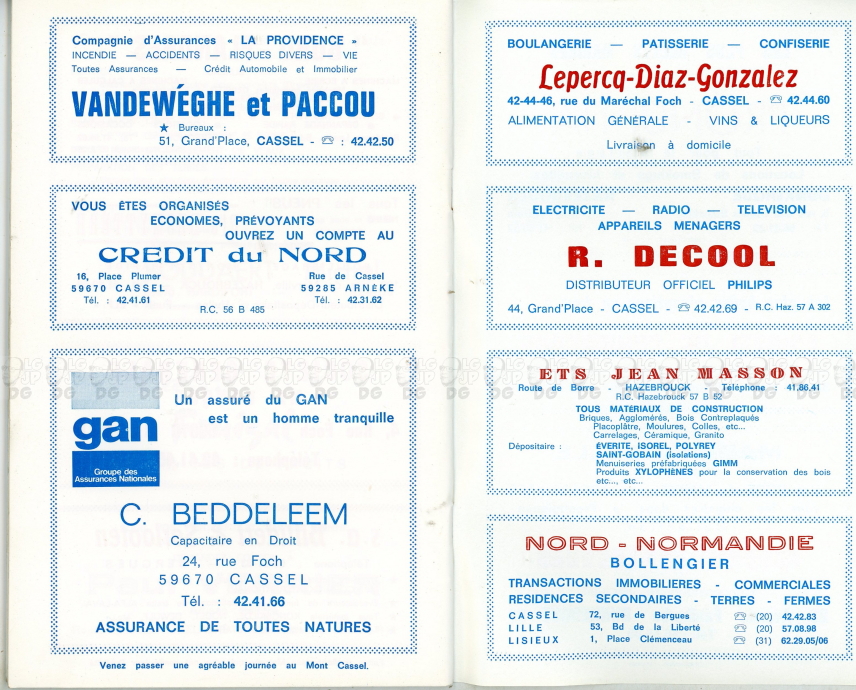 Compagnie d'Assurances « LA PROVIDENCE »
INCENDIE — ACCIDENTS — RISQUES DIVERS — VIE
Toutes Assurances — Crédit Automobile et Immobilier
VANDEWÉGHE et PACCOU
★ Bureaux :
51, Grand'Place, CASSEL - ☏ : 42.42.50
VOUS ÊTES ORGANISÉS
ECONOMES, PRÉVOYANTS
OUVREZ UN COMPTE AU
CREDIT du NORD
16, Place Plumer
59670 CASSEL
Tél. : 42.41.61
Rue de Cassel
59285 ARNÈKE
Tél. : 42.31.62
R.C. 56 B 485
gan
Groupe des
Assurances Nationales
Un assuré du GAN
est un homme tranquille
C. BEDDELEEM
Capacitaire en Droit
24, rue Foch
59670 CASSEL
Tél. : 42.41.66
ASSURANCE DE TOUTES NATURES
Venez passer une agréable journée au Mont Cassel.
BOULANGERIE — PATISSERIE — CONFISERIE
Lepercq-Diaz-Gonzalez
42-44-46, rue du Maréchal Foch - CASSEL - ☏ 42.44.60
ALIMENTATION GÉNÉRALE - VINS & LIQUEURS
Livraison à domicile
ELECTRICITE — RADIO — TELEVISION
APPAREILS MENAGERS
R. DECOOL
DISTRIBUTEUR OFFICIEL PHILIPS
44, Grand'Place - CASSEL - ☏ 42.42.69 - R.C. Haz. 57 A 302
ETS JEAN MASSON
Route de Borre - HAZEBROUCK - Téléphone : 41.86.41
R.C. Hazebrouck 57 B 52
TOUS MATERIAUX DE CONSTRUCTION
Briques, Agglomérés, Bois Contreplaqués
Placoplâtre, Moulures, Colles, etc...
Carrelages, Céramique, Granito
Dépositaire : ÉVERITE, ISOREL, POLYREY
SAINT-GOBAIN (isolations)
Menuiseries préfabriquées GIMM
Produits XYLOPHÈNES pour la conservation des bois
etc..., etc...
NORD - NORMANDIE
BOLLENGIER
TRANSACTIONS IMMOBILIERES - COMMERCIALES
RESIDENCES SECONDAIRES - TERRES - FERMES
CASSEL 72, rue de Bergues ☏ (20) 42.42.83
LILLE 53, Bd de la Liberté ☏ (20) 57.08.98
LISIEUX 1, Place Clémenceau ☏ (31) 62.29.05/06